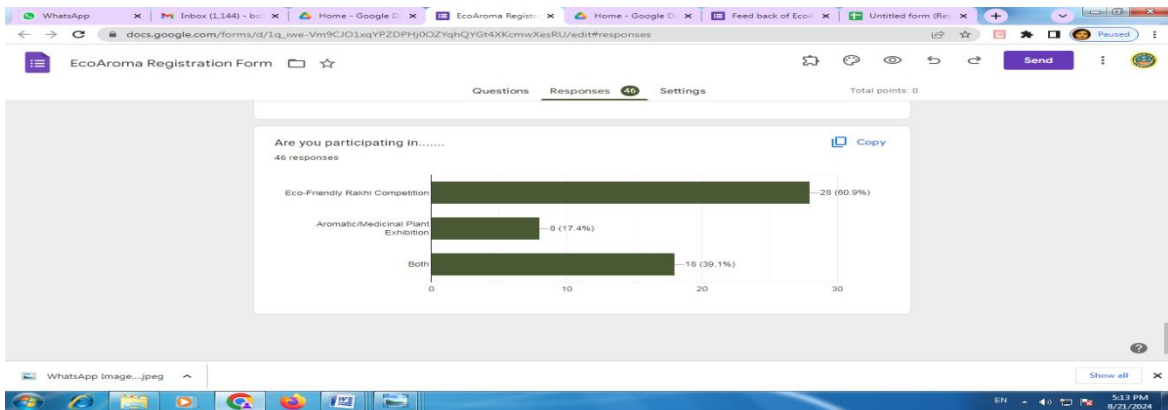 WhatsApp
Inbox (1,144) - bo
Home - Google D
EcoAroma Registr
Home - Google D
Feed back of Eco
Untitled form (Re
docs.google.com/forms/d/1q_iwe-Vm9CJO1xqYPZDPHj0OZYqhQYGt4XKcmwXesRU/edit#responses
Paused
EcoAroma Registration Form
Send
Questions Responses 46 Settings
Total points: 0
Are you participating in.......
Copy
46 responses
Eco-Friendly Rakhi Competition
28 (60.9%)
Aromatic/Medicinal Plant
Exhibition
8 (17.4%)
Both
18 (39.1%)
0 10 20 30
WhatsApp Image....jpeg
Show all
EN
5:13 PM
8/21/2024